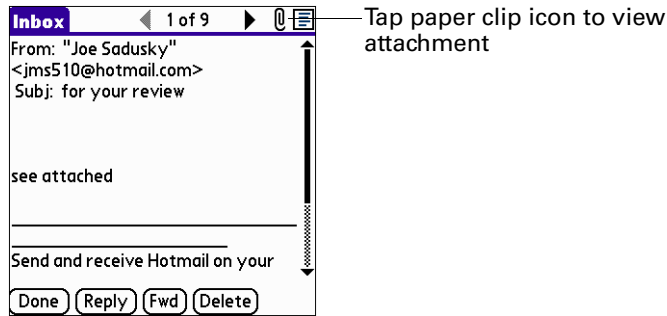 Inbox 1 of 9
Tap paper clip icon to view
attachment
From: "Joe Sadusky"
<jms510@hotmail.com>
Subj: for your review
see attached
Send and receive Hotmail on your
Done Reply Fwd Delete